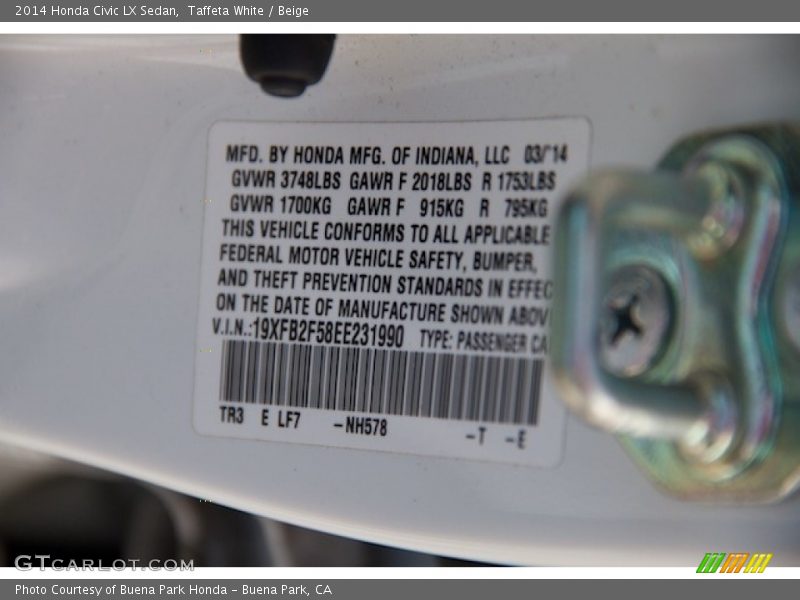 2014 Honda Civic LX Sedan,  Taffeta White / Beige
MFD. BY HONDA MFG. OF INDIANA, LLC 03/'14
GVWR 3748LBS GAWR F 2018LBS R 1753LBS
GVWR 1700KG GAWR F 915KG R 795KG
THIS VEHICLE CONFORMS TO ALL APPLICABLE
FEDERAL MOTOR VEHICLE SAFETY, BUMPER,
AND THEFT PREVENTION STANDARDS IN EFFEC
ON THE DATE OF MANUFACTURE SHOWN ABOV
V.I.N.:19XFB2F58EE231990 TYPE: PASSENGER CA
TR3 E LF7 -NH578 -T -E
GTcarlot.com
Photo Courtesy of Buena Park Honda - Buena Park, CA